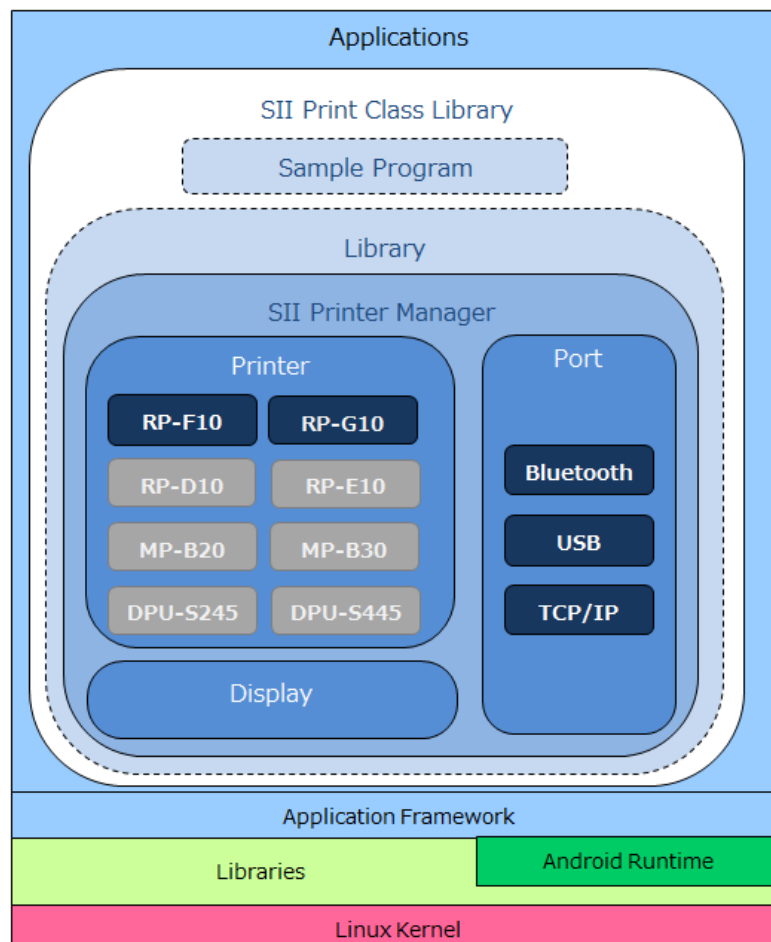 Applications
SII Print Class Library
Sample Program
Library
SII Printer Manager
Printer
Port
RP-F10
RP-G10
RP-D10
RP-E10
MP-B20
MP-B30
DPU-S245
DPU-S445
Bluetooth
USB
TCP/IP
Display
Application Framework
Libraries
Android Runtime
Linux Kernel